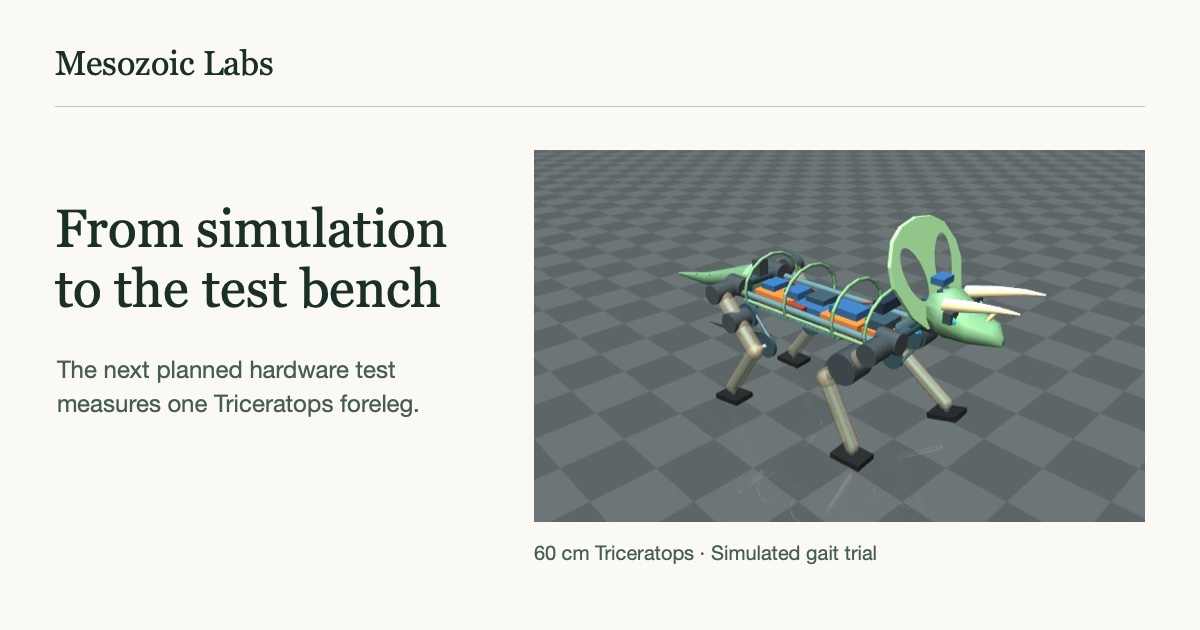 Mesozoic Labs
From simulation
to the test bench
The next planned hardware test
measures one Triceratops foreleg.
60 cm Triceratops · Simulated gait trial